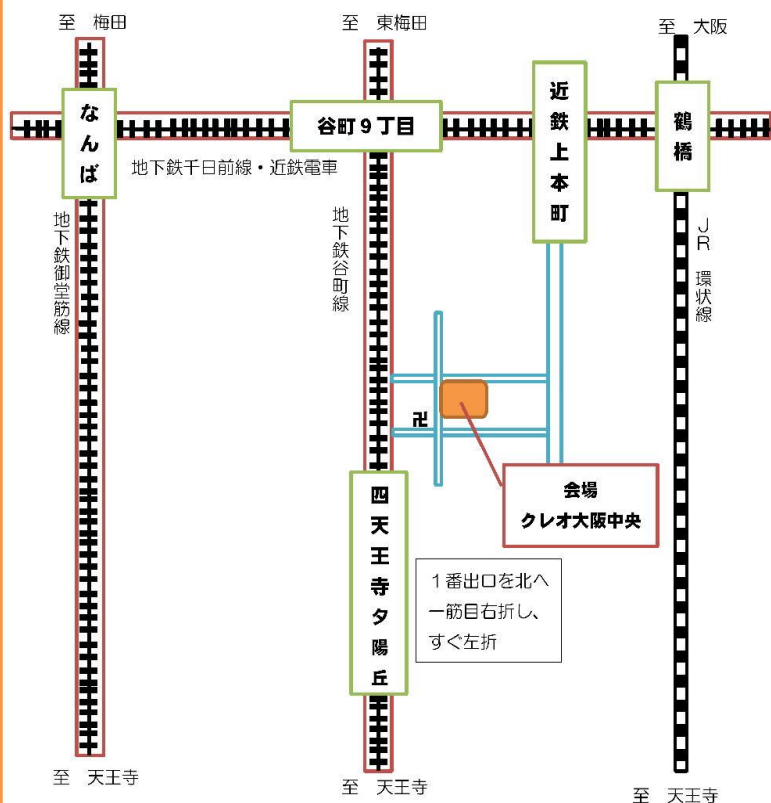 至　梅田
至　東梅田
至　大阪
なんば
谷町９丁目
近鉄上本町
鶴橋
地下鉄千日前線・近鉄電車
地下鉄御堂筋線
地下鉄谷町線
ＪＲ　環状線
卍
会場
クレオ大阪中央
四天王寺夕陽丘
１番出口を北へ
一筋目右折し、
すぐ左折
至　天王寺
至　天王寺
至　天王寺